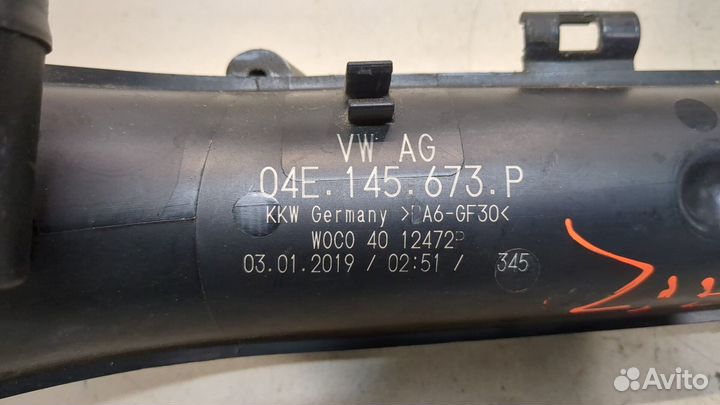 VW AG
04E.145.673.P
KKW Germany >PA6-GF30<
WOCO 40 12472P
03.01.2019 / 02:51 / 345
Avito